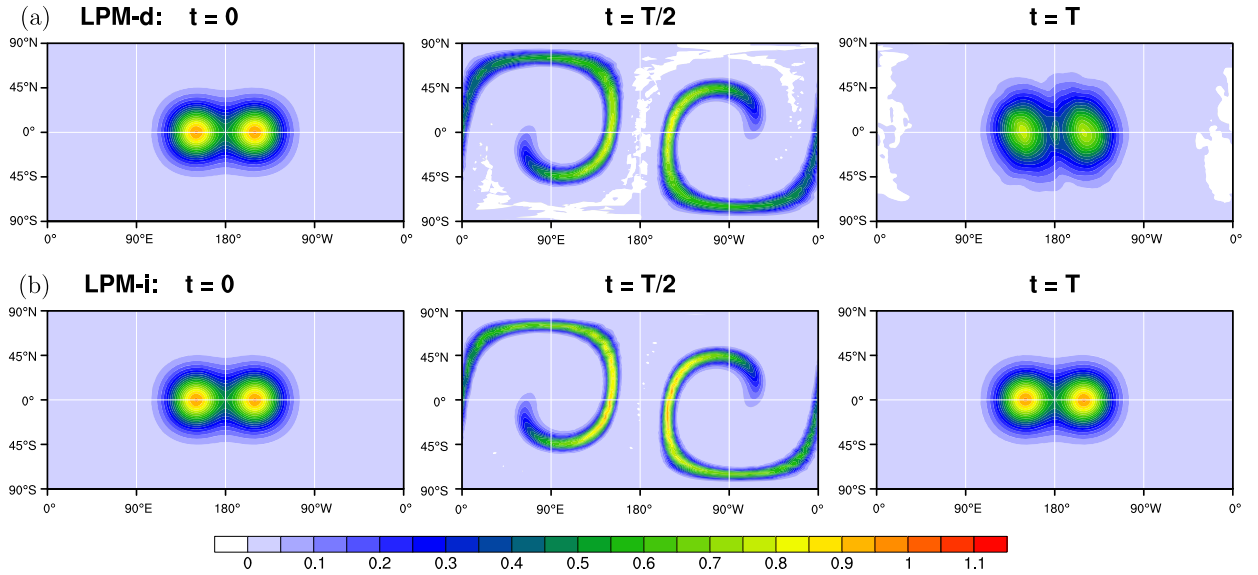 (a) LPM-d: t = 0 t = T/2 t = T
90°N 90°N 90°N
45°N 45°N 45°N
0° 0° 0°
45°S 45°S 45°S
90°S 90°S 90°S
0° 90°E 180° 90°W 0° 0° 90°E 180° 90°W 0° 0° 90°E 180° 90°W 0°
(b) LPM-i: t = 0 t = T/2 t = T
90°N 90°N 90°N
45°N 45°N 45°N
0° 0° 0°
45°S 45°S 45°S
90°S 90°S 90°S
0° 90°E 180° 90°W 0° 0° 90°E 180° 90°W 0° 0° 90°E 180° 90°W 0°
0 0.1 0.2 0.3 0.4 0.5 0.6 0.7 0.8 0.9 1 1.1